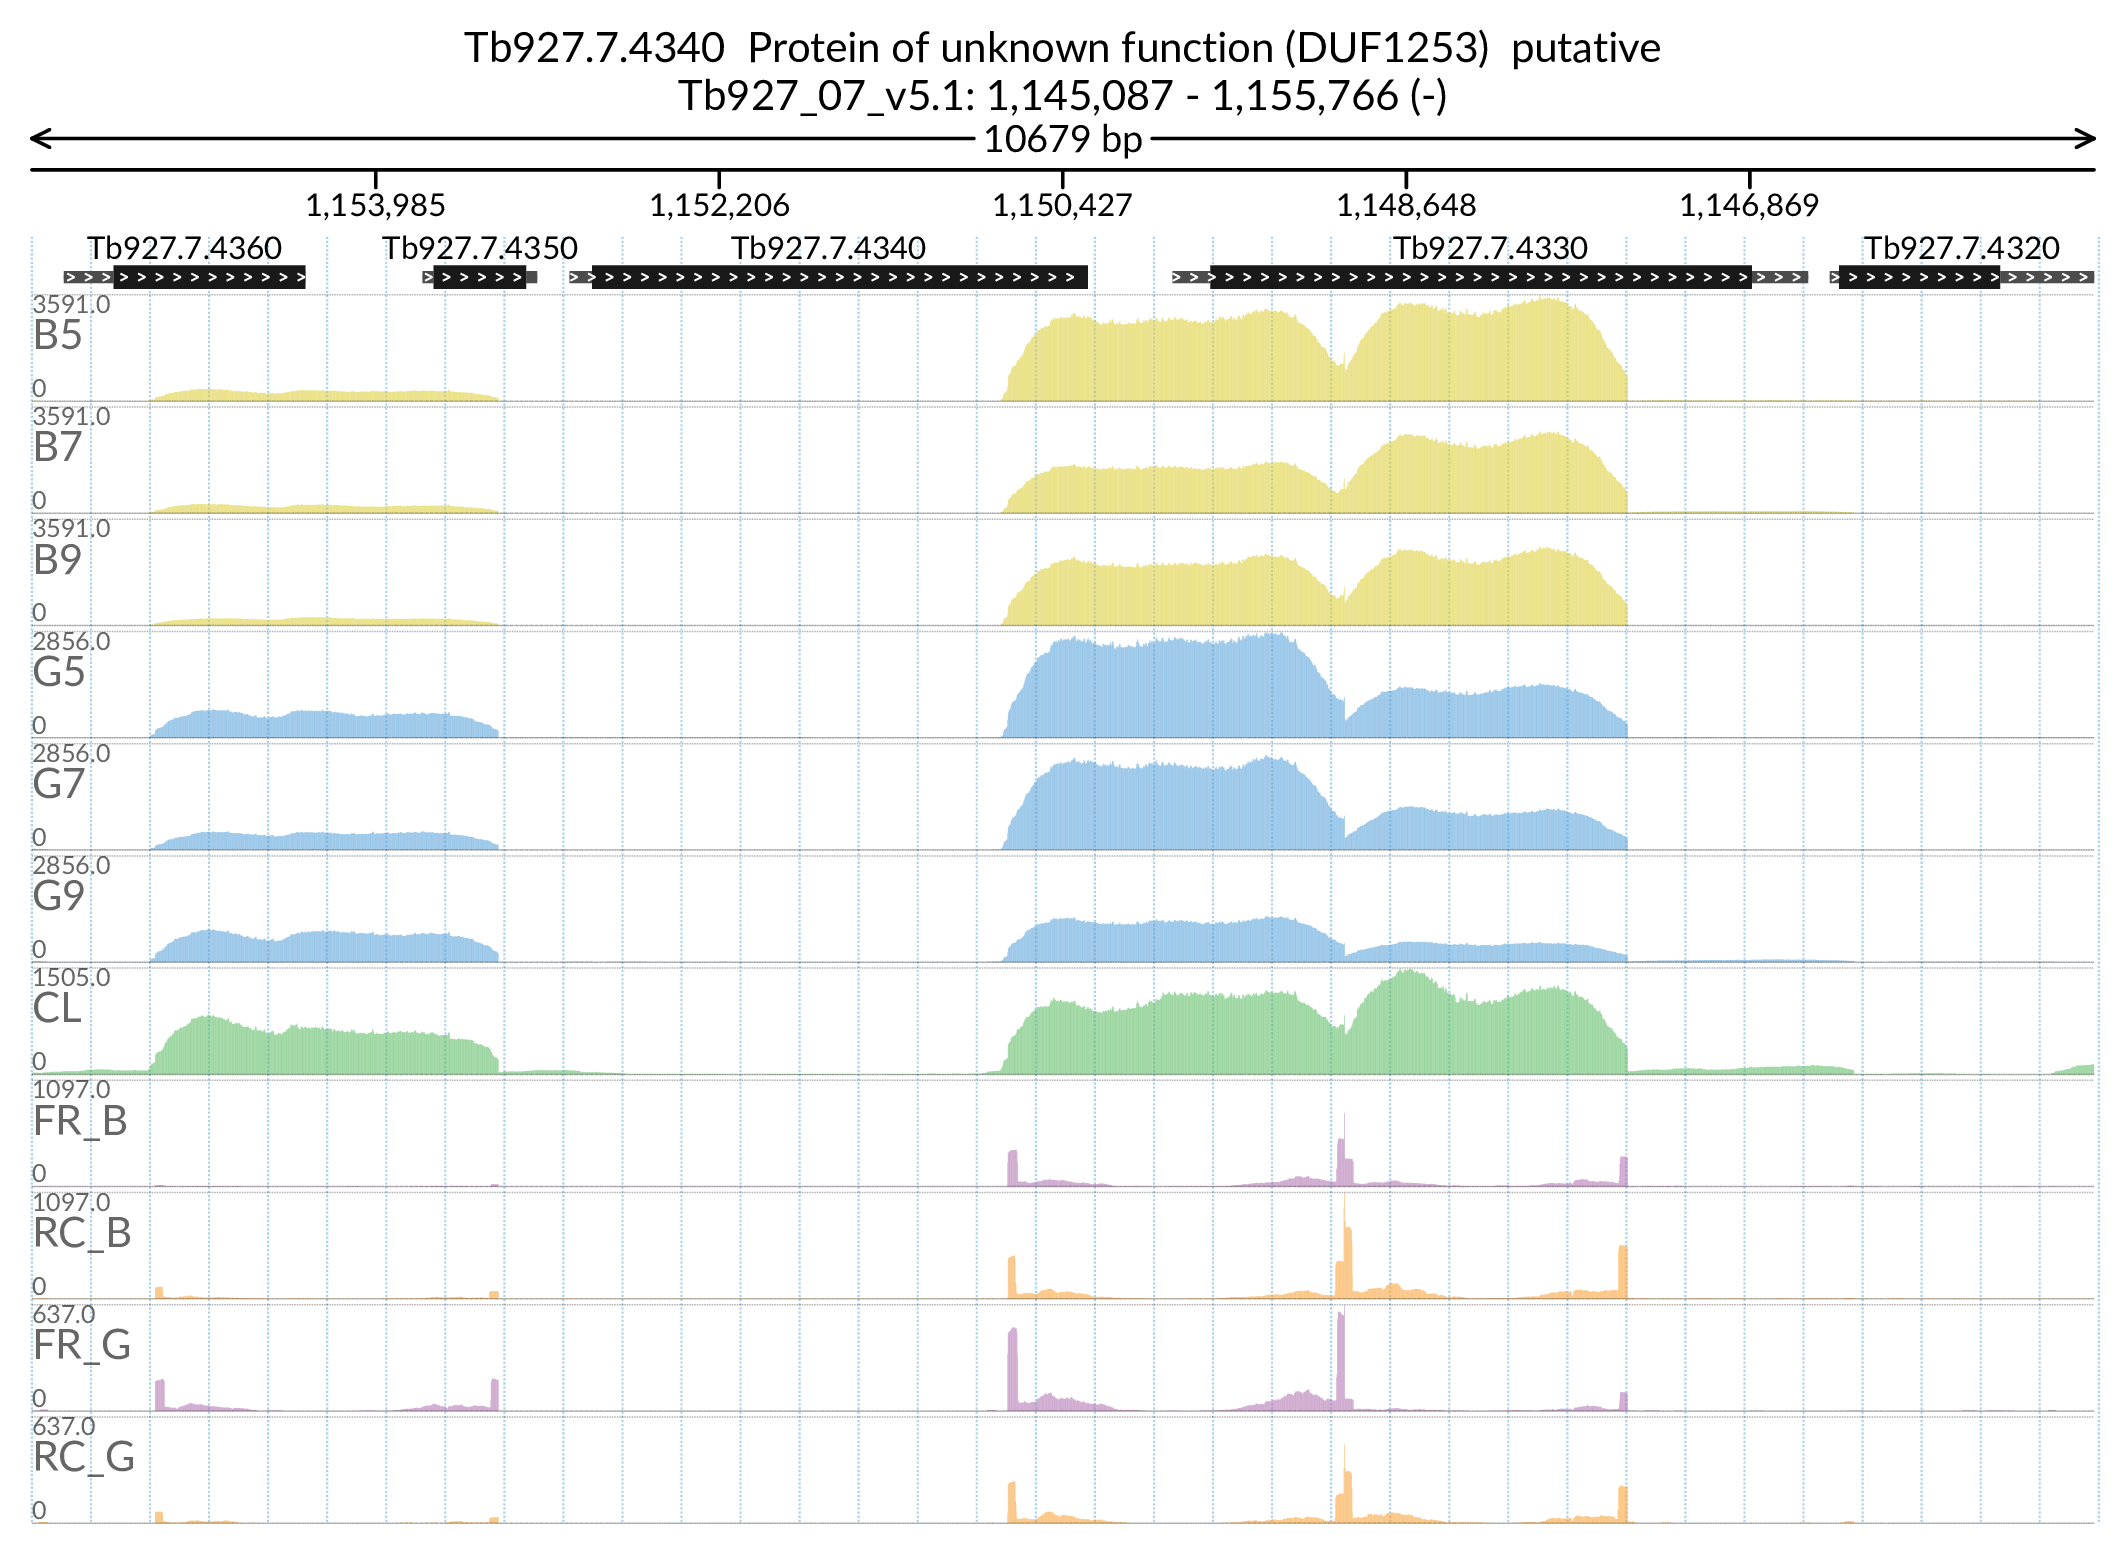 Tb927.7.4340  Protein of unknown function (DUF1253)  putative
Tb927_07_v5.1: 1,145,087 - 1,155,766 (-)
10679 bp
1,153,985 1,152,206 1,150,427 1,148,648 1,146,869
Tb927.7.4360 Tb927.7.4350 Tb927.7.4340 Tb927.7.4330 Tb927.7.4320
3591.0
B5
0
3591.0
B7
0
3591.0
B9
0
2856.0
G5
0
2856.0
G7
0
2856.0
G9
0
1505.0
CL
0
1097.0
FR_B
0
1097.0
RC_B
0
637.0
FR_G
0
637.0
RC_G
0